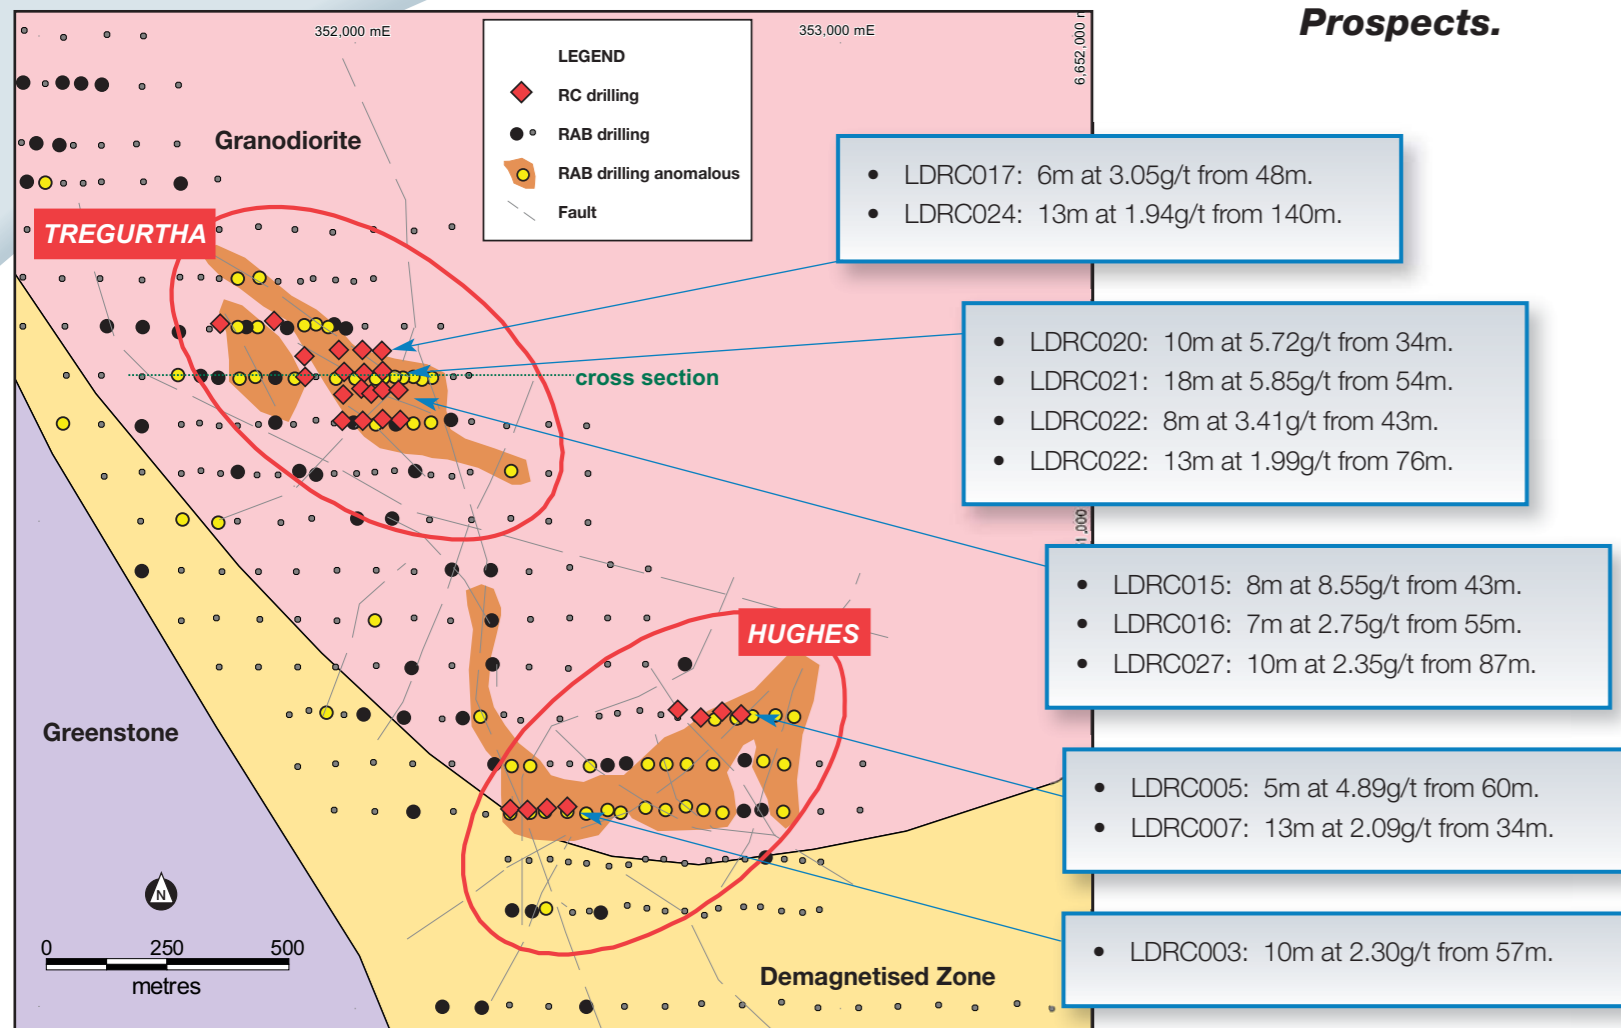 Prospects.
352,000 mE
353,000 mE
6,652,000 m
LEGEND
RC drilling
RAB drilling
RAB drilling anomalous
Fault
Granodiorite
TREGURTHA
• LDRC017: 6m at 3.05g/t from 48m.
• LDRC024: 13m at 1.94g/t from 140m.
• LDRC020: 10m at 5.72g/t from 34m.
• LDRC021: 18m at 5.85g/t from 54m.
• LDRC022: 8m at 3.41g/t from 43m.
• LDRC022: 13m at 1.99g/t from 76m.
cross section
1,000
• LDRC015: 8m at 8.55g/t from 43m.
• LDRC016: 7m at 2.75g/t from 55m.
• LDRC027: 10m at 2.35g/t from 87m.
HUGHES
Greenstone
• LDRC005: 5m at 4.89g/t from 60m.
• LDRC007: 13m at 2.09g/t from 34m.
N
0 250 500
metres
• LDRC003: 10m at 2.30g/t from 57m.
Demagnetised Zone